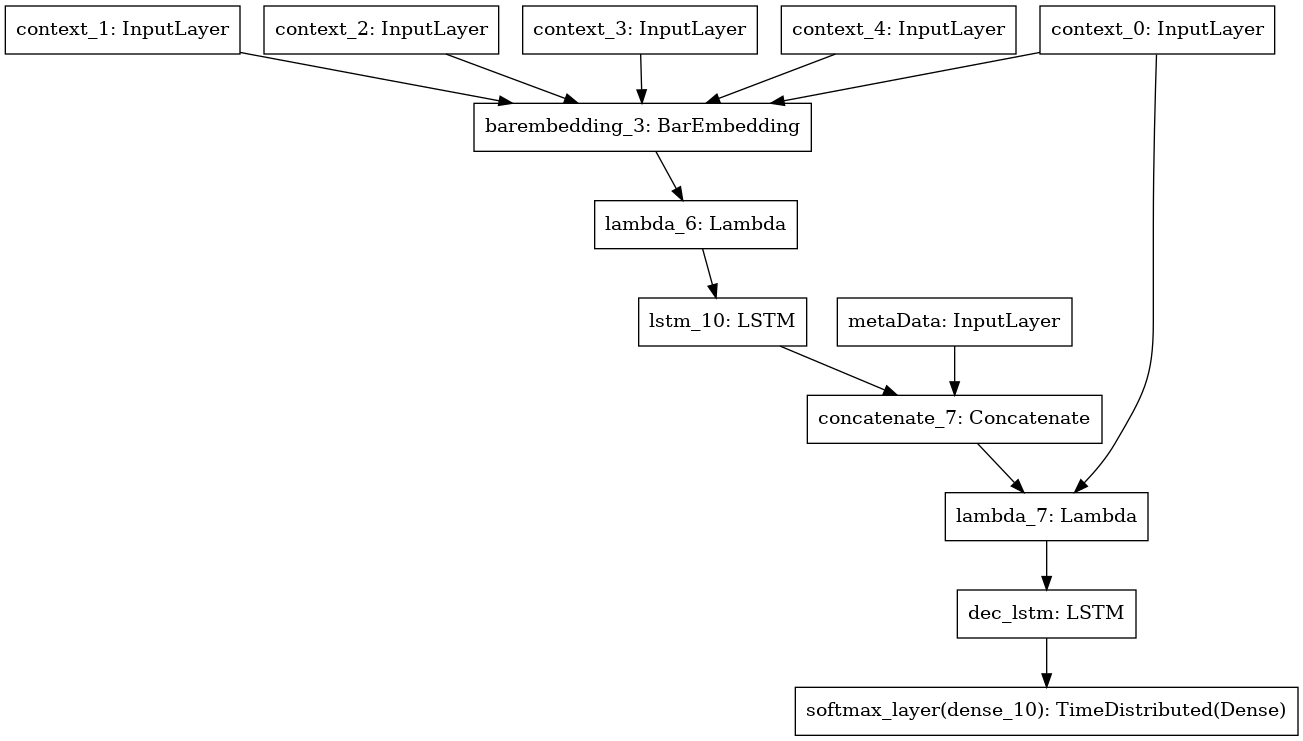 context_1: InputLayer
context_2: InputLayer
context_3: InputLayer
context_4: InputLayer
context_0: InputLayer
barembedding_3: BarEmbedding
lambda_6: Lambda
lstm_10: LSTM
metaData: InputLayer
concatenate_7: Concatenate
lambda_7: Lambda
dec_lstm: LSTM
softmax_layer(dense_10): TimeDistributed(Dense)